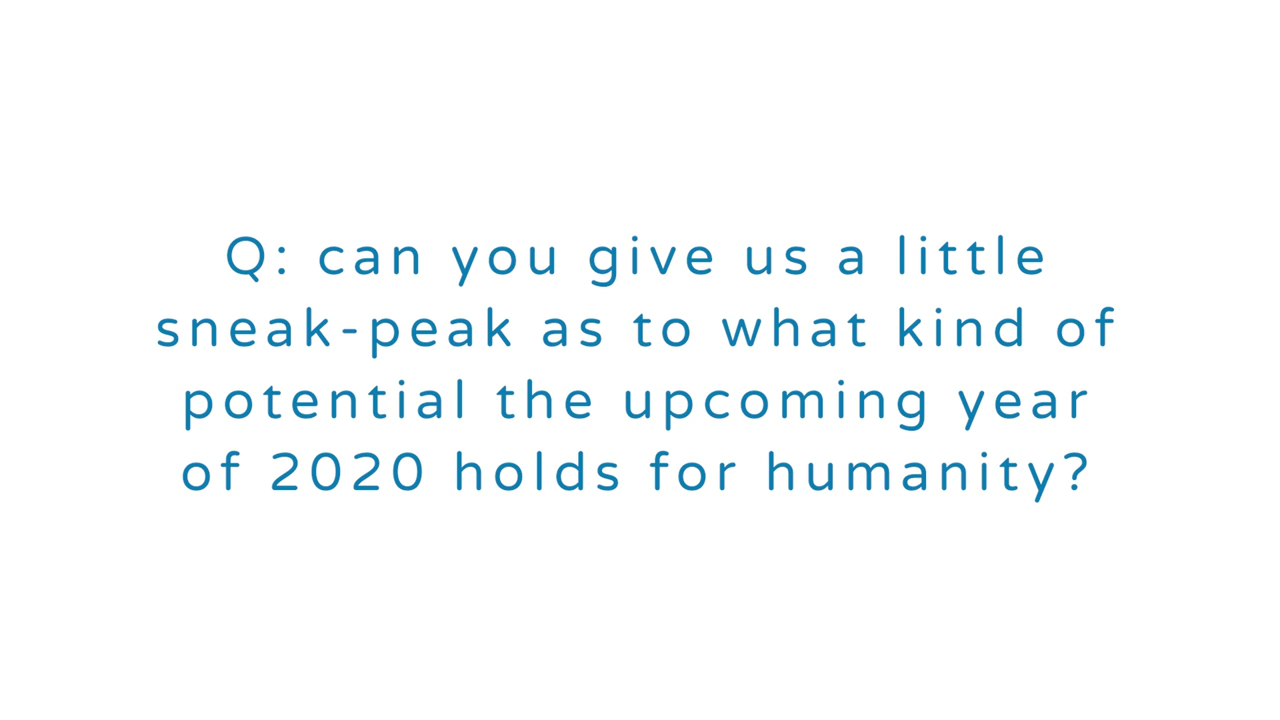 Q: can you give us a little
sneak-peak as to what kind of
potential the upcoming year
of 2020 holds for humanity?